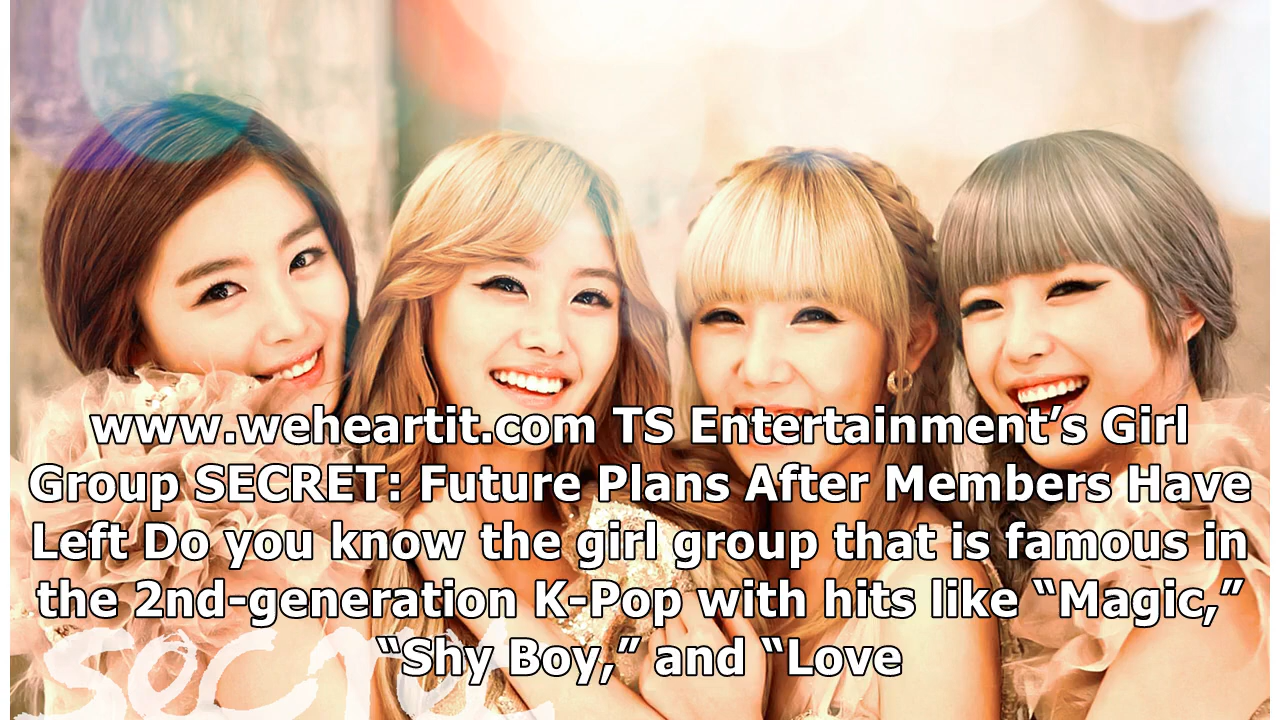 www.weheartit.com TS Entertainment’s Girl
Group SECRET: Future Plans After Members Have
Left Do you know the girl group that is famous in
the 2nd-generation K-Pop with hits like “Magic,”
“Shy Boy,” and “Love
secret